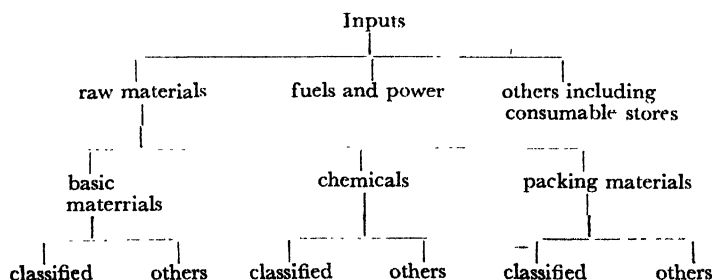 Inputs
raw materials fuels and power others including
consumable stores
basic chemicals packing materials
materrials
classified others classified others classified others